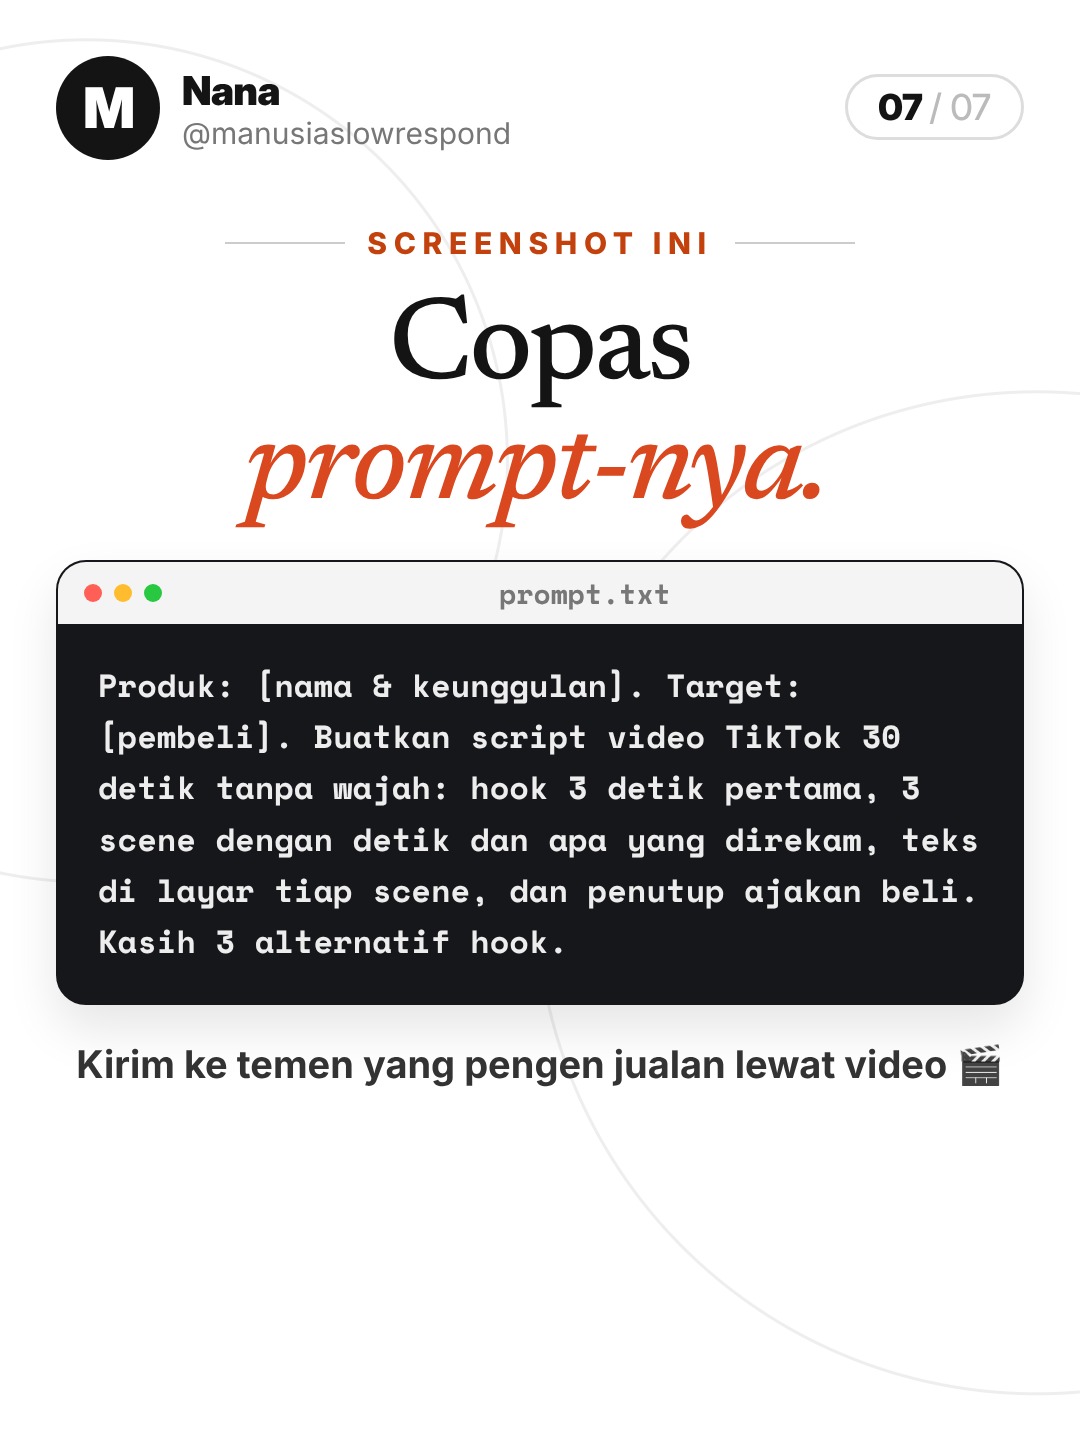 M
Nana
@manusiaslowrespond
07 / 07
SCREENSHOT INI
Copas
prompt-nya.
prompt.txt
Produk: [nama & keunggulan]. Target:
[pembeli]. Buatkan script video TikTok 30
detik tanpa wajah: hook 3 detik pertama, 3
scene dengan detik dan apa yang direkam, teks
di layar tiap scene, dan penutup ajakan beli.
Kasih 3 alternatif hook.
Kirim ke temen yang pengen jualan lewat video 🎬